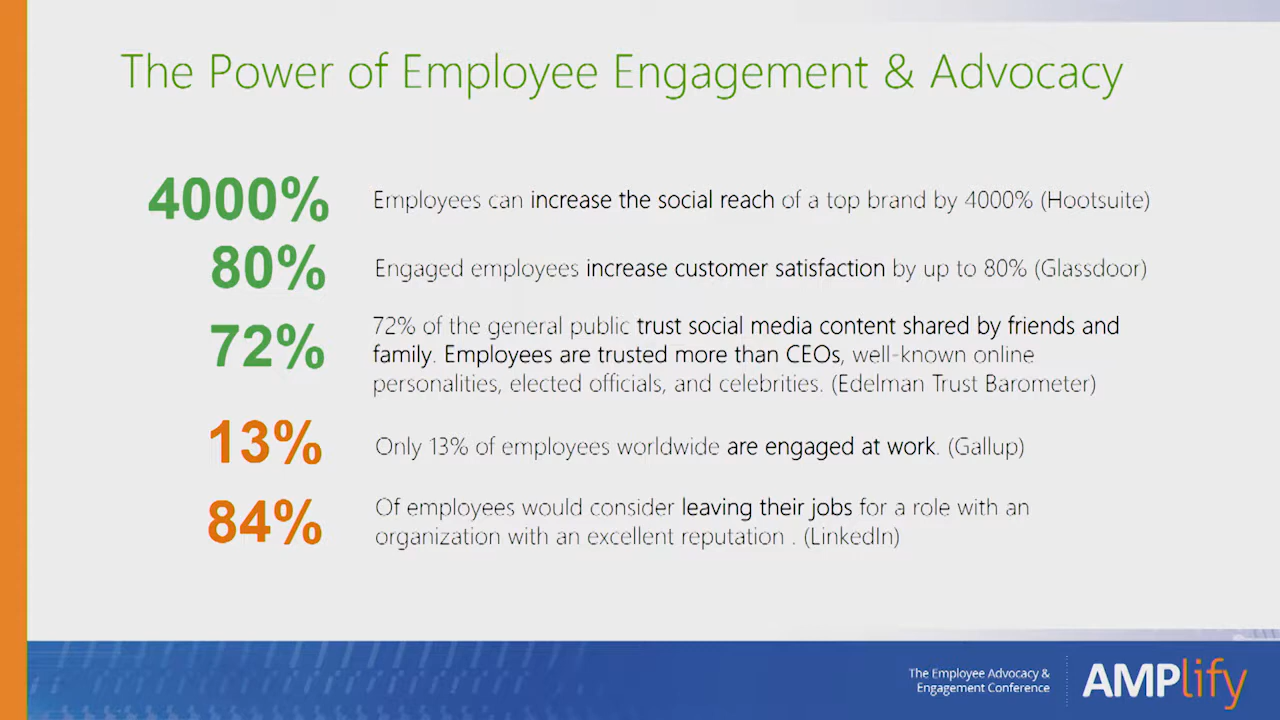 The Power of Employee Engagement & Advocacy
4000%
Employees can increase the social reach of a top brand by 4000% (Hootsuite)
80%
Engaged employees increase customer satisfaction by up to 80% (Glassdoor)
72%
72% of the general public trust social media content shared by friends and
family. Employees are trusted more than CEOs, well-known online
personalities, elected officials, and celebrities. (Edelman Trust Barometer)
13%
Only 13% of employees worldwide are engaged at work. (Gallup)
84%
Of employees would consider leaving their jobs for a role with an
organization with an excellent reputation . (LinkedIn)
The Employee Advocacy &
Engagement Conference
AMPlify